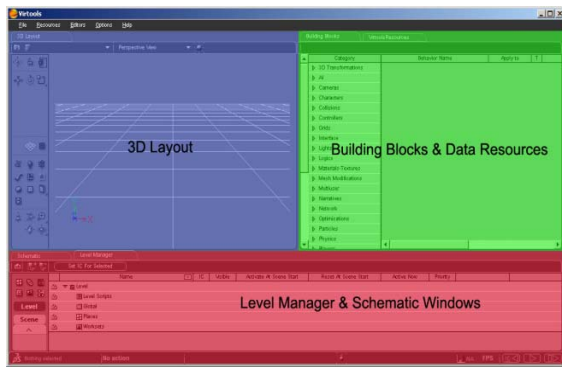 Virtools
File Resources Editors Options Help
3D Layout
Perspective View
3D Layout
Building Blocks
Virtools Resources
Category Behavior Name Apply to
3D Transformations
AI
Cameras
Characters
Collisions
Controllers
Grids
Interface
Lights
Logics
Materials-Textures
Mesh Modifications
Multiuser
Narratives
Network
Optimizations
Particles
Physics
Places
Building Blocks & Data Resources
Schematic Level Manager
Set IC For Selected
Name IC Visible Activate At Scene Start Reset At Scene Start Active Now Priority
Level
Level Scripts
Global
Places
Level
Scene
Level Manager & Schematic Windows
Nothing selected No action FPS